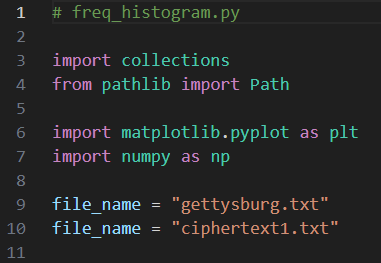 1 # freq_histogram.py
2
3 import collections
4 from pathlib import Path
5
6 import matplotlib.pyplot as plt
7 import numpy as np
8
9 file_name = "gettysburg.txt"
10 file_name = "ciphertext1.txt"
11